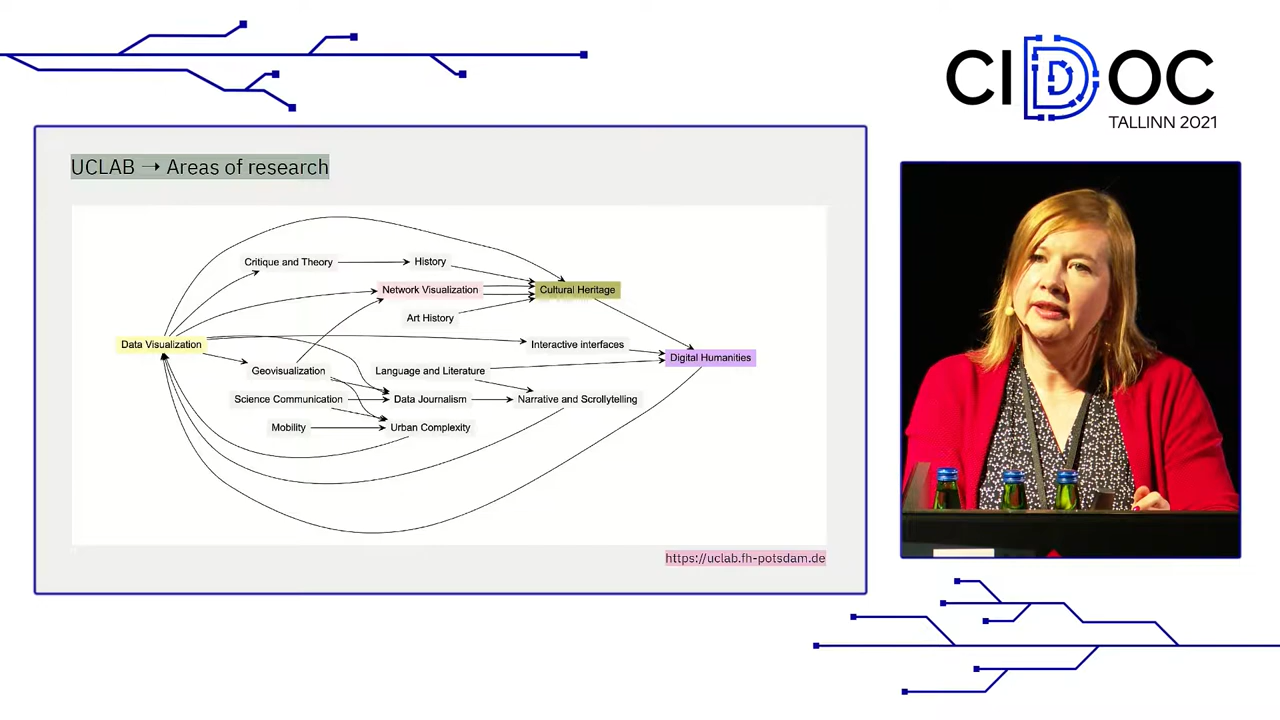 CIDOC
TALLINN 2021
UCLAB → Areas of research
Critique and Theory
History
Network Visualization
Cultural Heritage
Art History
Data Visualization
Interactive interfaces
Digital Humanities
Geovisualization
Language and Literature
Science Communication
Data Journalism
Narrative and Scrollytelling
Mobility
Urban Complexity
https://uclab.fh-potsdam.de